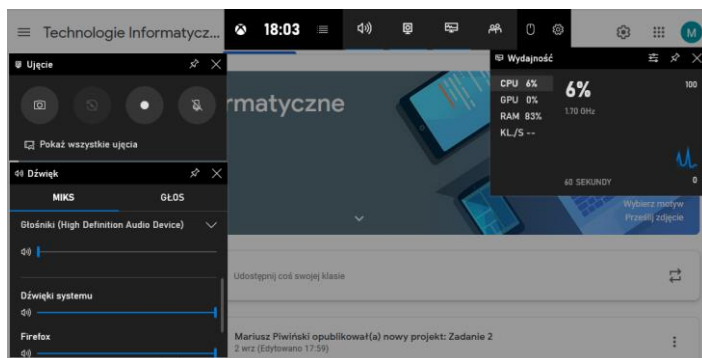 Technologie Informatycz...
18:03
M
Ujęcie
Pokaż wszystkie ujęcia
Dźwięk
MIKS
GŁOS
Głośniki (High Definition Audio Device)
Dźwięki systemu
Firefox
rmatyczne
Wydajność
CPU 6%
GPU 0%
RAM 83%
KL./S --
6%
1.70 GHz
100
60 SEKUNDY
0
Wybierz motyw
Prześlij zdjęcie
Udostępnij coś swojej klasie
Mariusz Piwiński opublikował(a) nowy projekt: Zadanie 2
2 wrz (Edytowano 17:59)